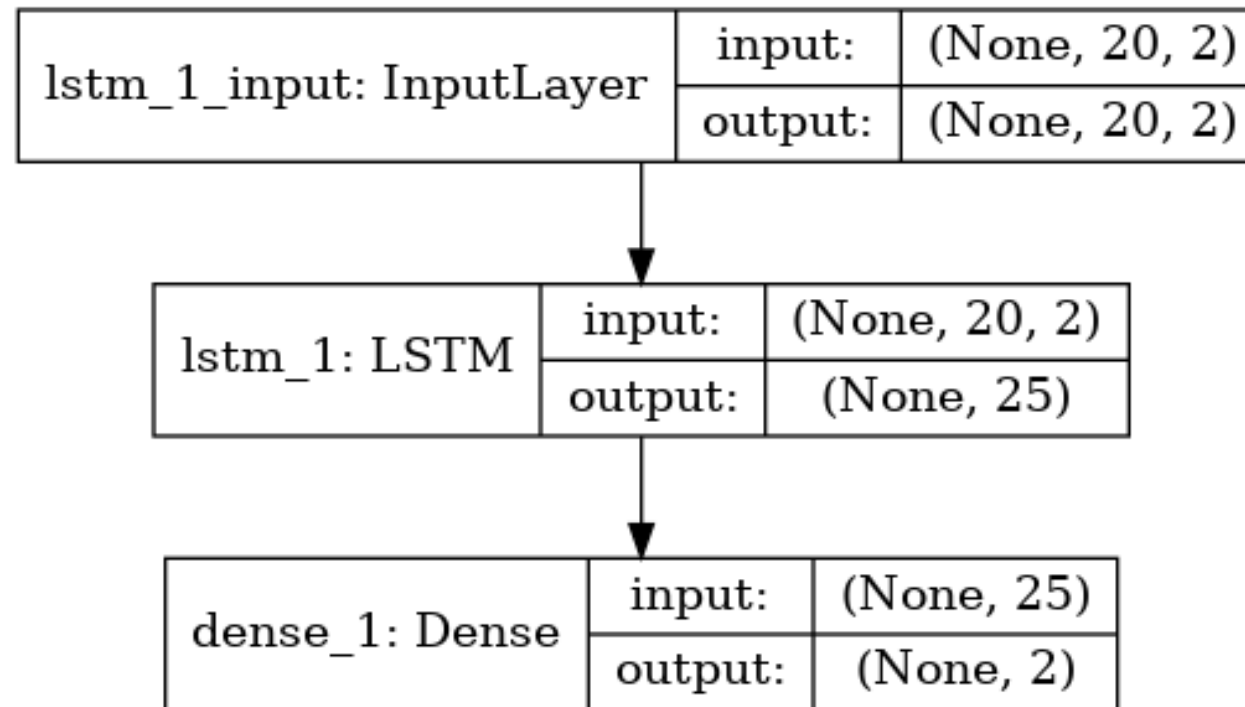 lstm_1_input: InputLayer
input:
(None, 20, 2)
output:
(None, 20, 2)
lstm_1: LSTM
input:
(None, 20, 2)
output:
(None, 25)
dense_1: Dense
input:
(None, 25)
output:
(None, 2)